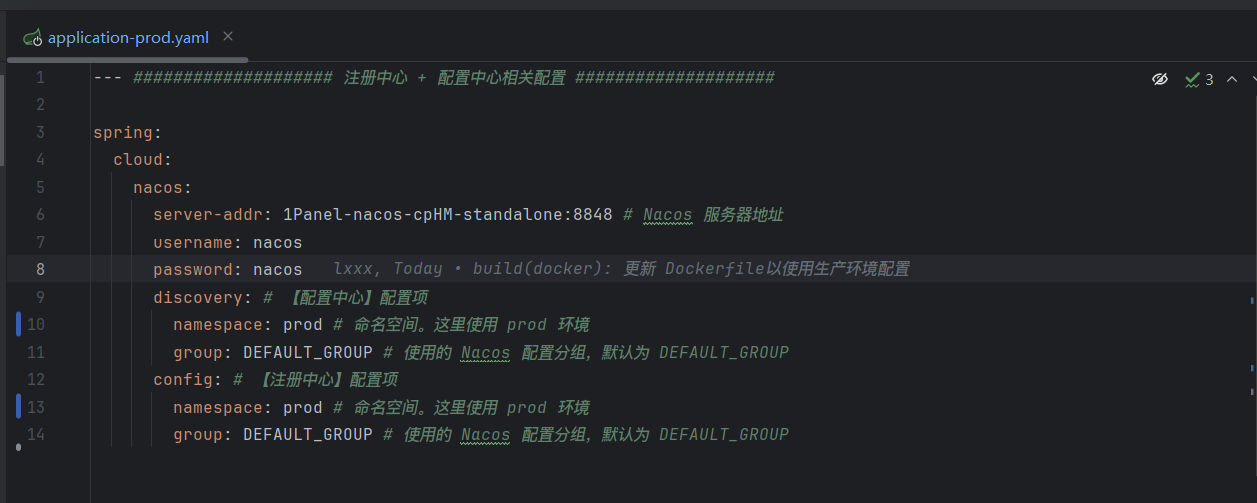 application-prod.yaml
3
1 --- #################### 注册中心 + 配置中心相关配置 ####################
2
3 spring:
4 cloud:
5 nacos:
6 server-addr: 1Panel-nacos-cpHM-standalone:8848 # Nacos 服务器地址
7 username: nacos
8 password: nacos lxxx, Today • build(docker): 更新 Dockerfile以使用生产环境配置
9 discovery: # 【配置中心】配置项
10 namespace: prod # 命名空间。这里使用 prod 环境
11 group: DEFAULT_GROUP # 使用的 Nacos 配置分组，默认为 DEFAULT_GROUP
12 config: # 【注册中心】配置项
13 namespace: prod # 命名空间。这里使用 prod 环境
14 group: DEFAULT_GROUP # 使用的 Nacos 配置分组，默认为 DEFAULT_GROUP